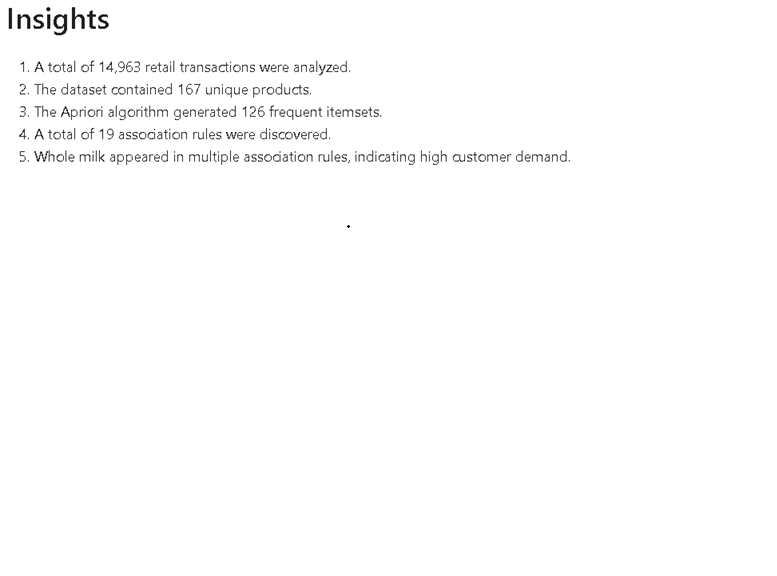 Insights
1. A total of 14,963 retail transactions were analyzed.
2. The dataset contained 167 unique products.
3. The Apriori algorithm generated 126 frequent itemsets.
4. A total of 19 association rules were discovered.
5. Whole milk appeared in multiple association rules, indicating high customer demand.